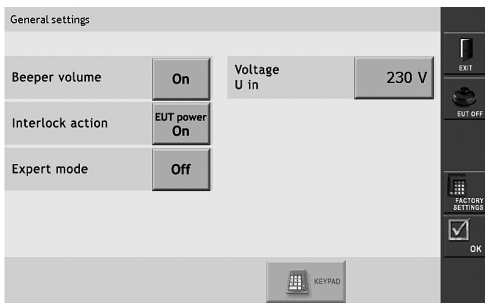 General settings
Beeper volume
On
Voltage
U in
230 V
Interlock action
EUT power
On
Expert mode
Off
EXIT
EUT OFF
FACTORY
SETTINGS
OK
KEYPAD